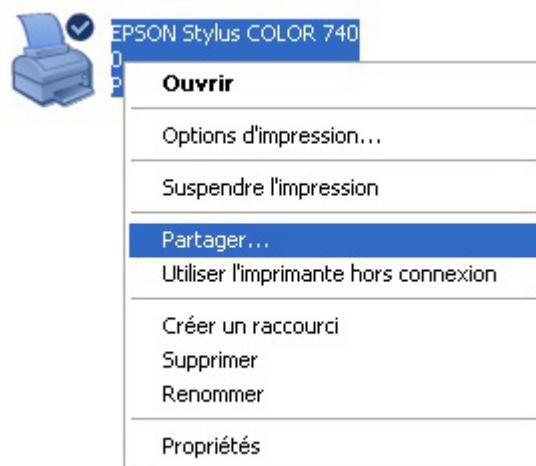 EPSON Stylus COLOR 740
0
P
Ouvrir
Options d'impression...
Suspendre l'impression
Partager...
Utiliser l'imprimante hors connexion
Créer un raccourci
Supprimer
Renommer
Propriétés